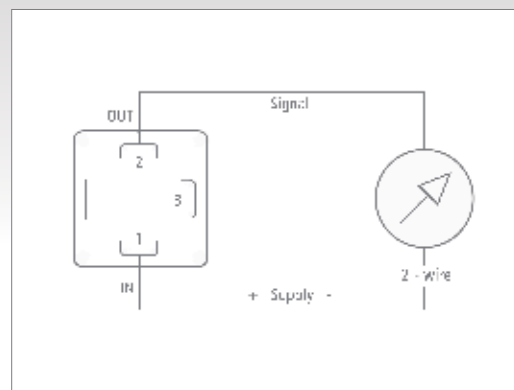 OUT
Signal
2
3
1
IN
2 - wire
+ Supply -